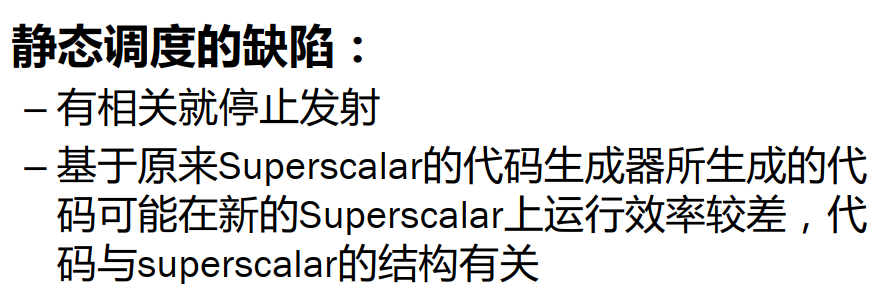 静态调度的缺陷：
– 有相关就停止发射
– 基于原来Superscalar的代码生成器所生成的代
码可能在新的Superscalar上运行效率较差，代
码与superscalar的结构有关